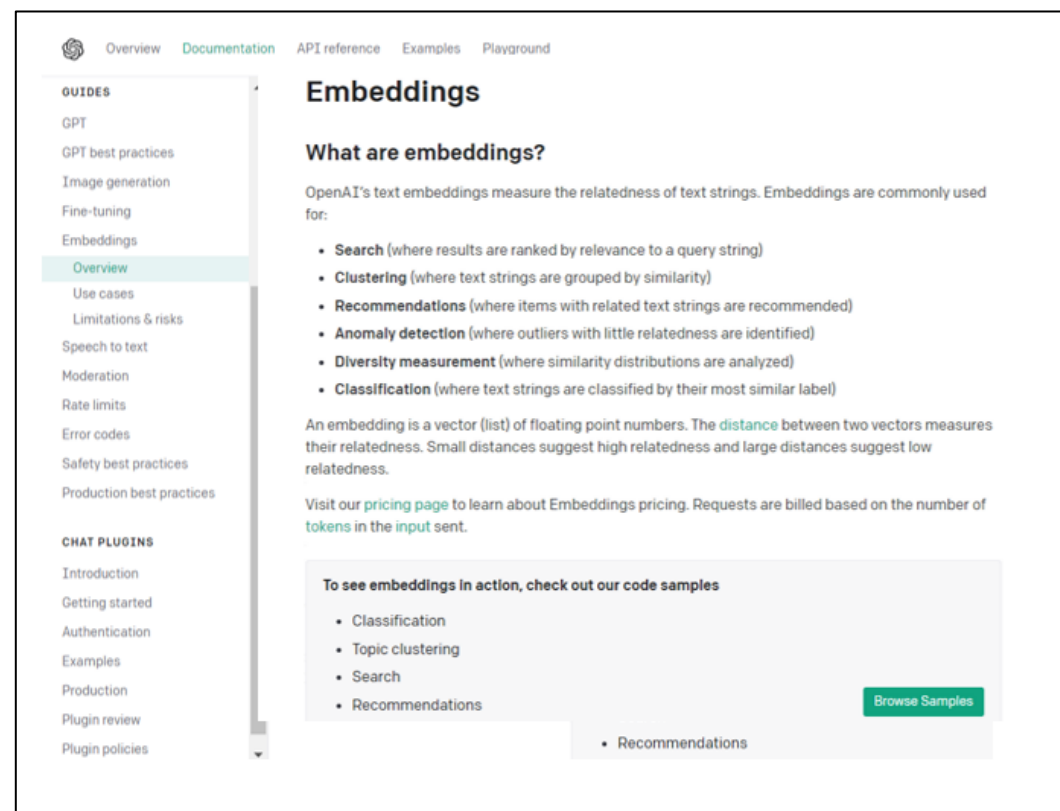 Overview Documentation API reference Examples Playground
GUIDES
GPT
GPT best practices
Image generation
Fine-tuning
Embeddings
Overview
Use cases
Limitations & risks
Speech to text
Moderation
Rate limits
Error codes
Safety best practices
Production best practices
CHAT PLUGINS
Introduction
Getting started
Authentication
Examples
Production
Plugin review
Plugin policies
Embeddings
What are embeddings?
OpenAI's text embeddings measure the relatedness of text strings. Embeddings are commonly used
for:
• Search (where results are ranked by relevance to a query string)
• Clustering (where text strings are grouped by similarity)
• Recommendations (where items with related text strings are recommended)
• Anomaly detection (where outliers with little relatedness are identified)
• Diversity measurement (where similarity distributions are analyzed)
• Classification (where text strings are classified by their most similar label)
An embedding is a vector (list) of floating point numbers. The distance between two vectors measures
their relatedness. Small distances suggest high relatedness and large distances suggest low
relatedness.
Visit our pricing page to learn about Embeddings pricing. Requests are billed based on the number of
tokens in the input sent.
To see embeddings in action, check out our code samples
• Classification
• Topic clustering
• Search
• Recommendations
Browse Samples
• Recommendations